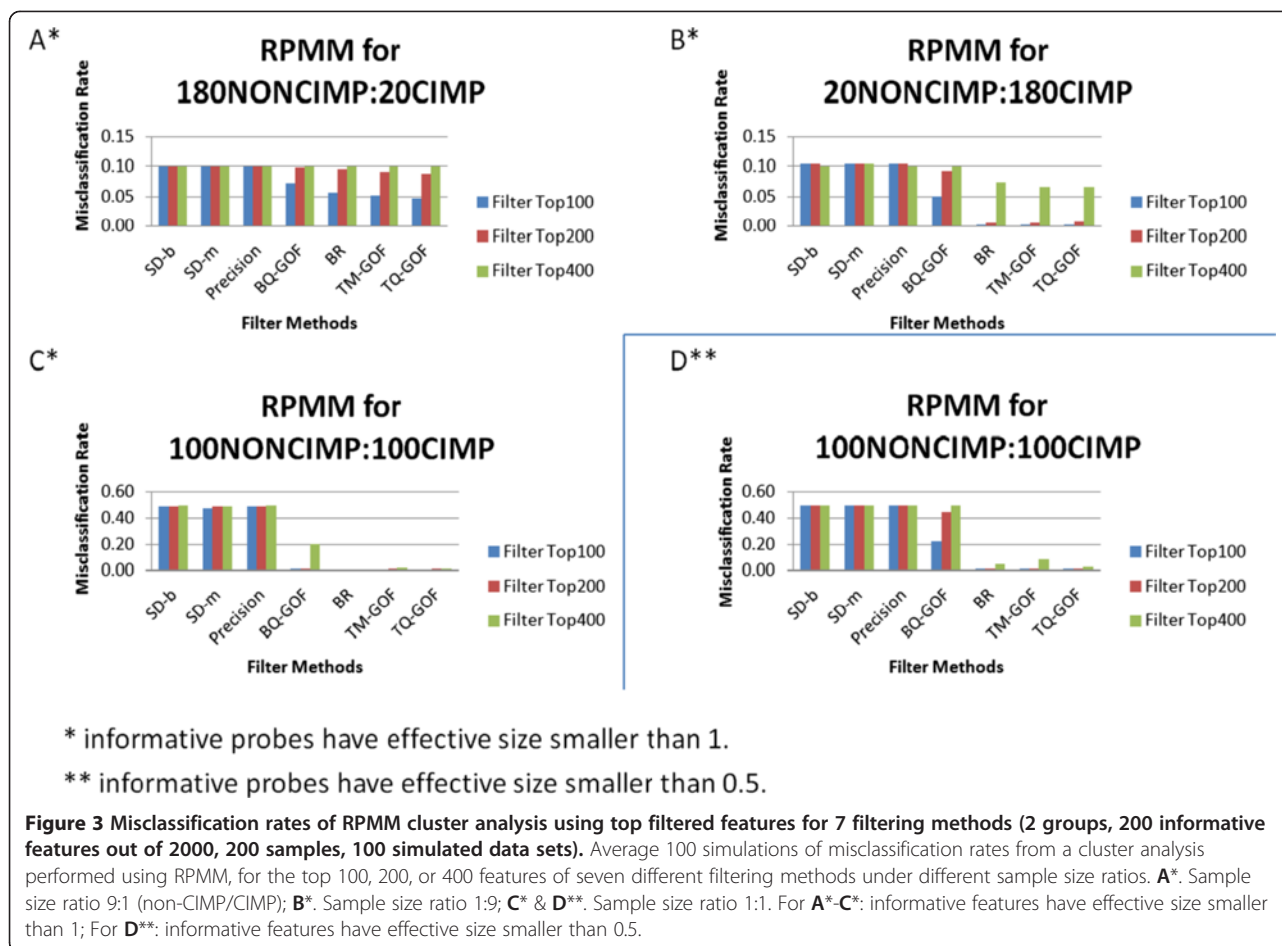 A*
RPMM for
180NONCIMP:20CIMP
Misclassification Rate
0.15
0.10
0.05
0.00
SD-b
SD-m
Precision
BQ-GOF
BR
TM-GOF
TQ-GOF
Filter Methods
Filter Top100
Filter Top200
Filter Top400
B*
RPMM for
20NONCIMP:180CIMP
Misclassification Rate
0.15
0.10
0.05
0.00
SD-b
SD-m
Precision
BQ-GOF
BR
TM-GOF
TQ-GOF
Filter Methods
Filter Top100
Filter Top200
Filter Top400
C*
RPMM for
100NONCIMP:100CIMP
Misclassification Rate
0.60
0.40
0.20
0.00
SD-b
SD-m
Precision
BQ-GOF
BR
TM-GOF
TQ-GOF
Filter Methods
Filter Top100
Filter Top200
Filter Top400
D**
RPMM for
100NONCIMP:100CIMP
Misclassification Rate
0.60
0.40
0.20
0.00
SD-b
SD-m
Precision
BQ-GOF
BR
TM-GOF
TQ-GOF
Filter Methods
Filter Top100
Filter Top200
Filter Top400
* informative probes have effective size smaller than 1.
** informative probes have effective size smaller than 0.5.
Figure 3 Misclassification rates of RPMM cluster analysis using top filtered features for 7 filtering methods (2 groups, 200 informative
features out of 2000, 200 samples, 100 simulated data sets). Average 100 simulations of misclassification rates from a cluster analysis
performed using RPMM, for the top 100, 200, or 400 features of seven different filtering methods under different sample size ratios. A*. Sample
size ratio 9:1 (non-CIMP/CIMP); B*. Sample size ratio 1:9; C* & D**. Sample size ratio 1:1. For A*-C*: informative features have effective size smaller
than 1; For D**: informative features have effective size smaller than 0.5.